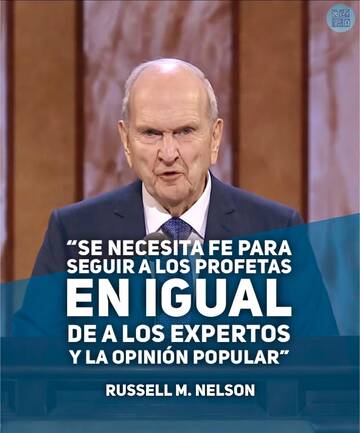 “SE NECESITA FE PARA
SEGUIR A LOS PROFETAS
EN IGUAL
DE A LOS EXPERTOS
Y LA OPINIÓN POPULAR”
RUSSELL M. NELSON